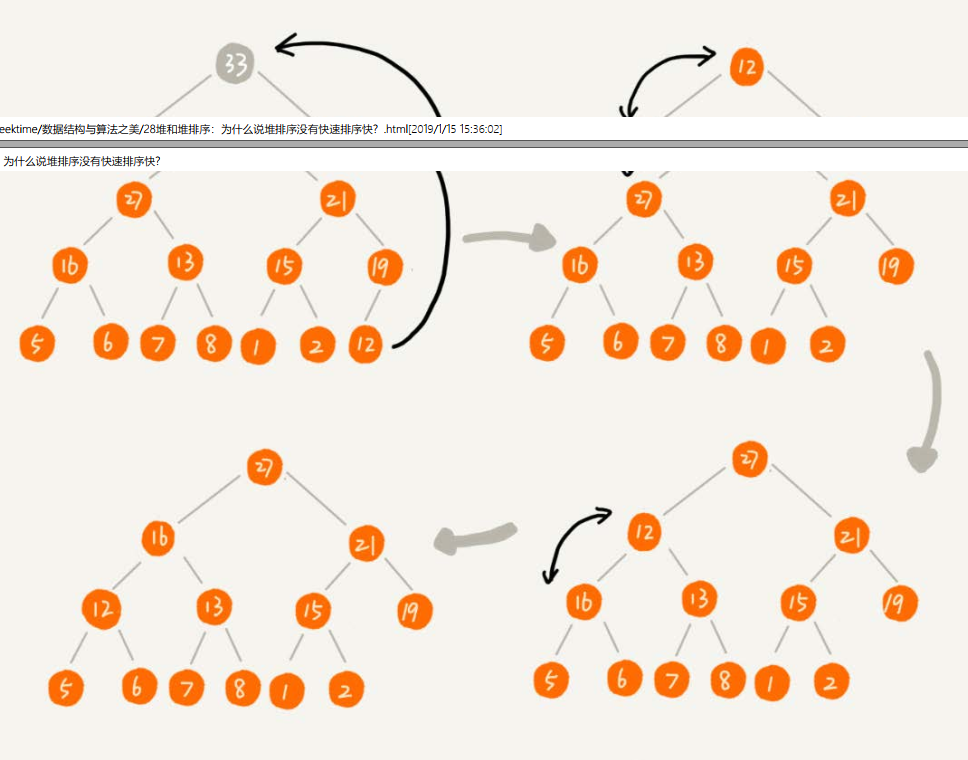 33
12
eektime/数据结构与算法之美/28堆和堆排序：为什么说堆排序没有快速排序快？.html[2019/1/15 15:36:02]
为什么说堆排序没有快速排序快？
27 21 27 21
16 13 15 19 16 13 15 19
5 6 7 8 1 2 12 5 6 7 8 1 2
27 27
16 21 12 21
12 13 15 19 16 13 15 19
5 6 7 8 1 2 5 6 7 8 1 2